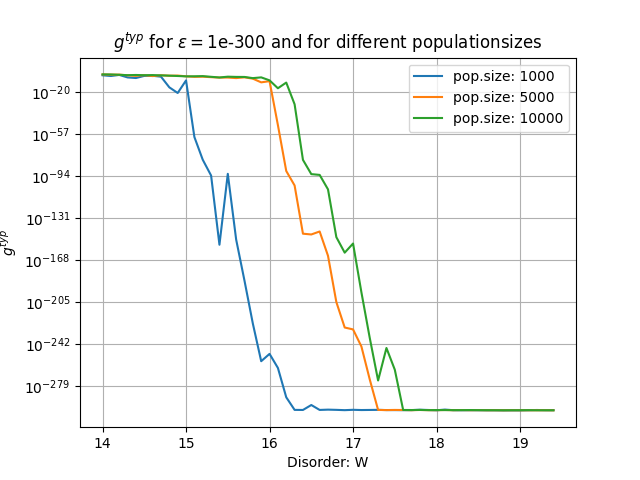 g^{typ} for ε = 1e-300 and for different populationsizes
pop.size: 1000
pop.size: 5000
pop.size: 10000
10^{-20}
10^{-57}
10^{-94}
10^{-131}
10^{-168}
10^{-205}
10^{-242}
10^{-279}
g^{typ}
14 15 16 17 18 19
Disorder: W